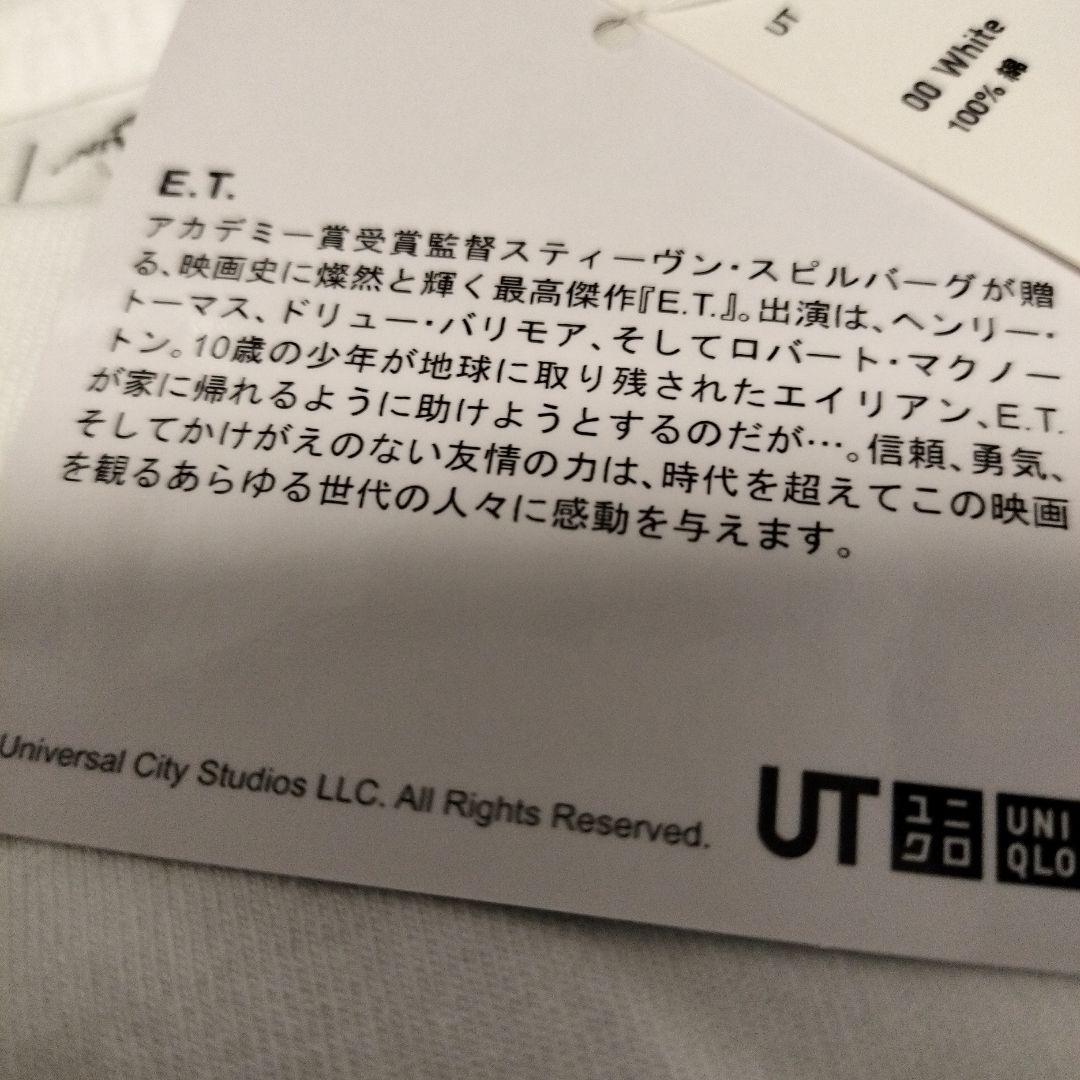 UT
00 White
100% 綿
E.T.
アカデミー賞受賞監督スティーヴン・スピルバーグが贈
る、映画史に燦然と輝く最高傑作『E.T.』。出演は、ヘンリー・
トーマス、ドリュー・バリモア、そしてロバート・マクノー
トン。10歳の少年が地球に取り残されたエイリアン、E.T.
が家に帰れるように助けようとするのだが…。信頼、勇気、
そしてかけがえのない友情の力は、時代を超えてこの映画
を観るあらゆる世代の人々に感動を与えます。
Universal City Studios LLC. All Rights Reserved.
UT ユニクロ UNIQLO